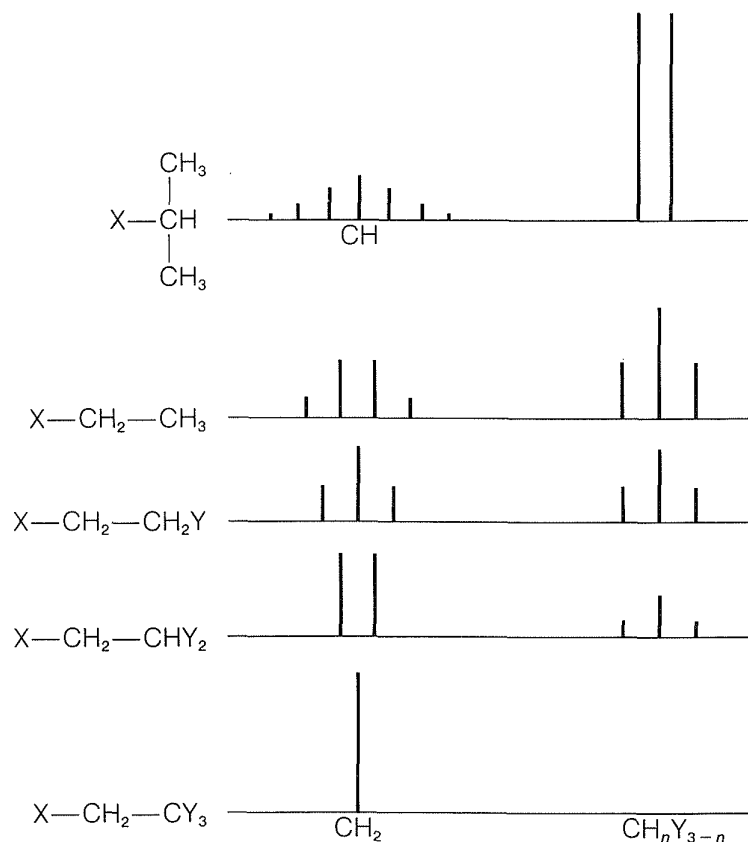 CH₃
X—CH
CH
CH₃
X—CH₂—CH₃
X—CH₂—CH₂Y
X—CH₂—CHY₂
X—CH₂—CY₃
CH₂
CHₙY₃₋ₙ